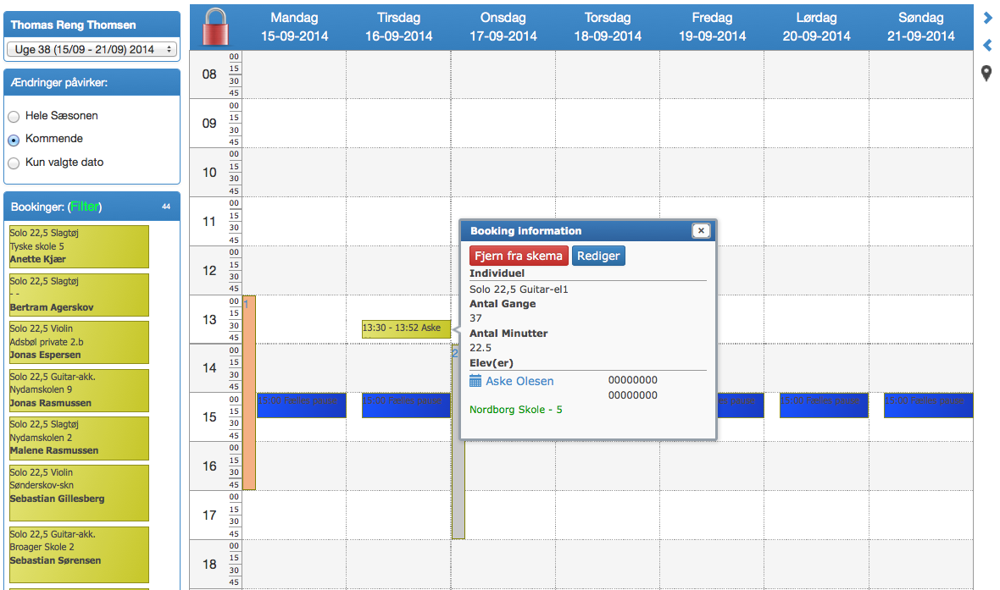 Thomas Reng Thomsen
Uge 38 (15/09 - 21/09) 2014
Ændringer påvirker:
Hele Sæsonen
Kommende
Kun valgte dato
Bookinger: (Filter) 44
Solo 22,5 Slagtøj
Tyske skole 5
Anette Kjær
Solo 22,5 Slagtøj
- -
Bertram Agerskov
Solo 22,5 Violin
Adsbøl private 2.b
Jonas Espersen
Solo 22,5 Guitar-akk.
Nydamskolen 9
Jonas Rasmussen
Solo 22,5 Slagtøj
Nydamskolen 2
Malene Rasmussen
Solo 22,5 Violin
Sønderskov-skn
Sebastian Gillesberg
Solo 22,5 Guitar-akk.
Broager Skole 2
Sebastian Sørensen
Mandag Tirsdag Onsdag Torsdag Fredag Lørdag Søndag
15-09-2014 16-09-2014 17-09-2014 18-09-2014 19-09-2014 20-09-2014 21-09-2014
08 00 15 30 45
09 00 15 30 45
10 00 15 30 45
11 00 15 30 45
12 00 15 30 45
13 00 15 30 45
14 00 15 30 45
15 00 15 30 45
16 00 15 30 45
17 00 15 30 45
18 00 15 30 45
1
13:30 - 13:52 Aske
2
15:00 Fælles pause
15:00 Fælles pause
15:00 Fælles pause
15:00 Fælles pause
Booking information
×
Fjern fra skema Rediger
Individuel
Solo 22,5 Guitar-el1
Antal Gange
37
Antal Minutter
22.5
Elev(er)
Aske Olesen 00000000
00000000
Nordborg Skole - 5